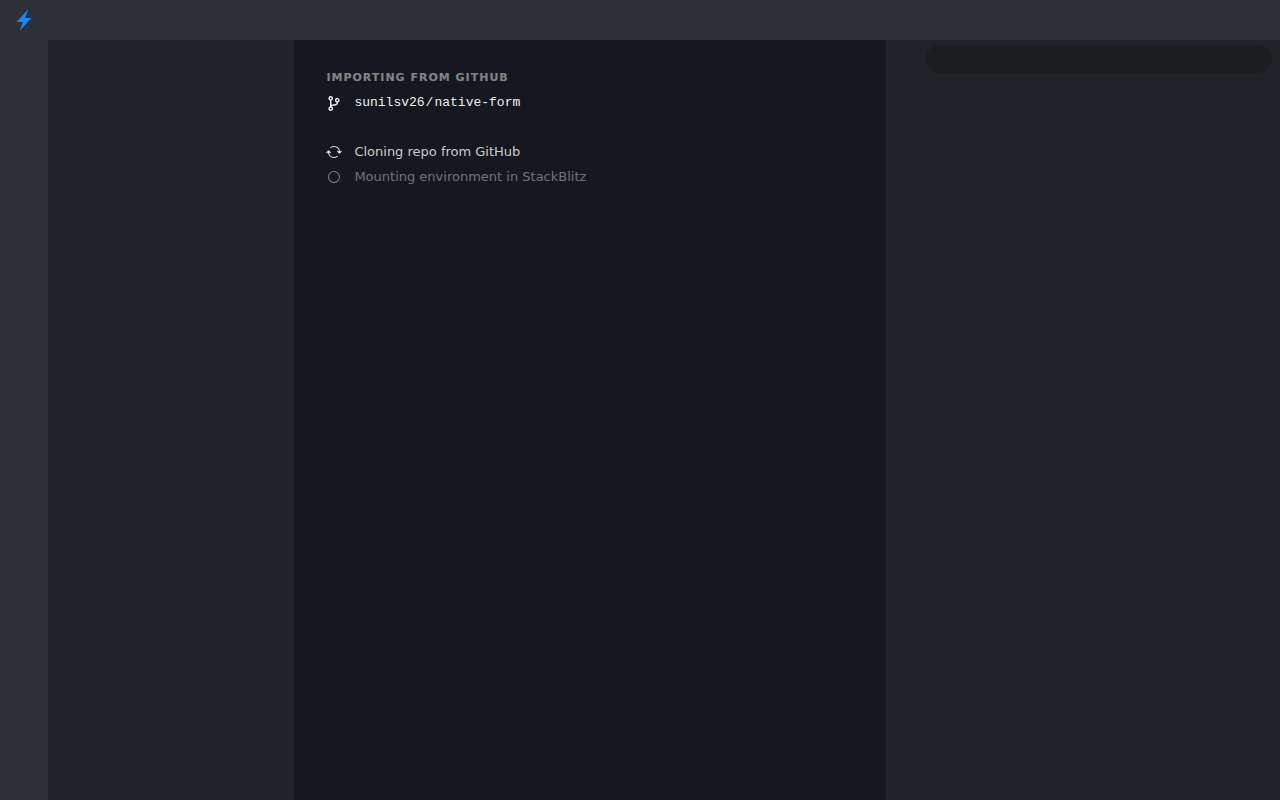 IMPORTING FROM GITHUB
sunilsv26/native-form
Cloning repo from GitHub
Mounting environment in StackBlitz